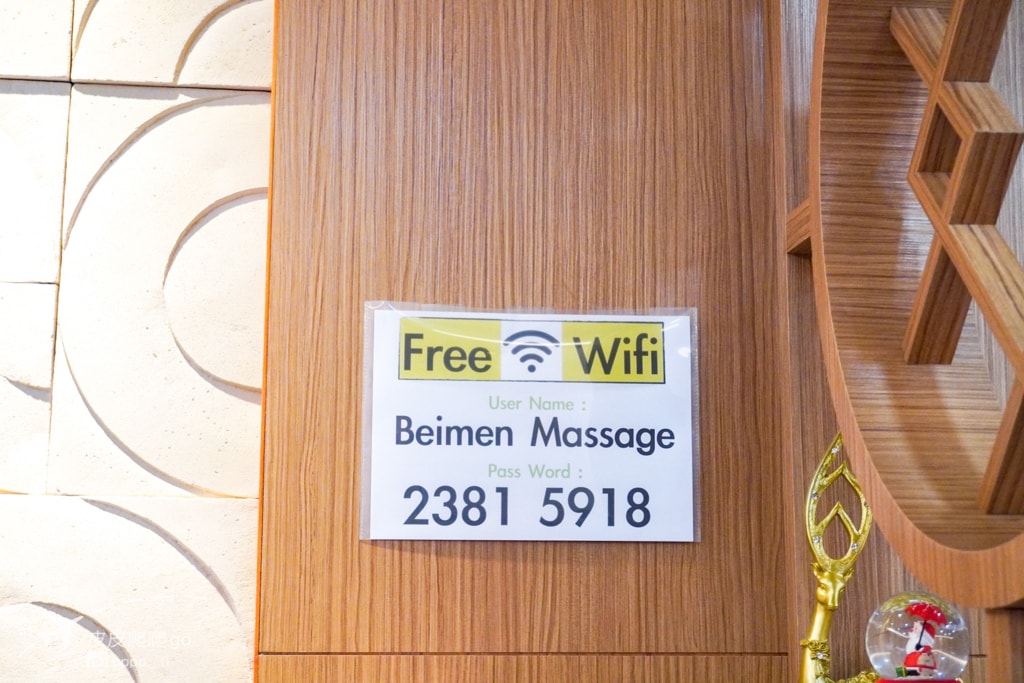 Free Wifi
User Name :
Beimen Massage
Pass Word :
2381 5918